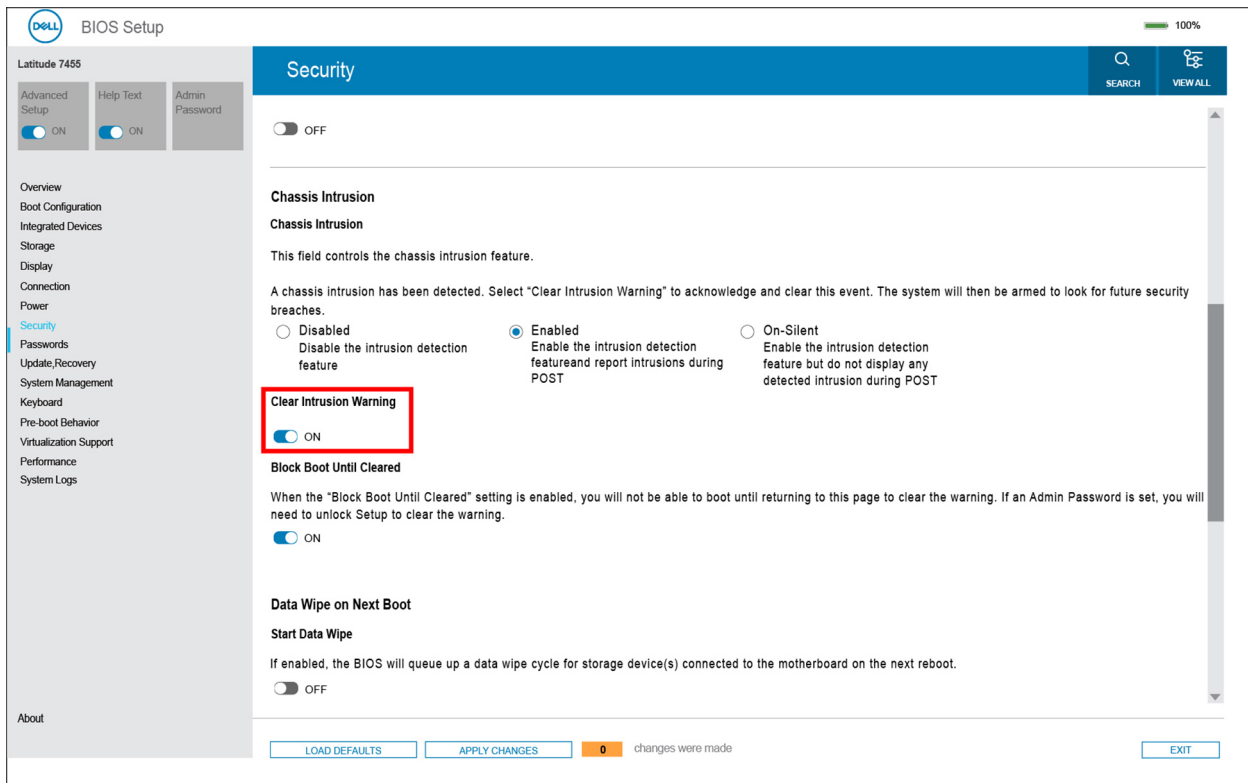 DELL
BIOS Setup
100%
Latitude 7455
Advanced Setup
ON
Help Text
ON
Admin Password
Security
SEARCH
VIEW ALL
Overview
Boot Configuration
Integrated Devices
Storage
Display
Connection
Power
Security
Passwords
Update,Recovery
System Management
Keyboard
Pre-boot Behavior
Virtualization Support
Performance
System Logs
About
OFF
Chassis Intrusion
Chassis Intrusion
This field controls the chassis intrusion feature.
A chassis intrusion has been detected. Select “Clear Intrusion Warning” to acknowledge and clear this event. The system will then be armed to look for future security
breaches.
Disabled
Disable the intrusion detection
feature
Enabled
Enable the intrusion detection
featureand report intrusions during
POST
On-Silent
Enable the intrusion detection
feature but do not display any
detected intrusion during POST
Clear Intrusion Warning
ON
Block Boot Until Cleared
When the “Block Boot Until Cleared” setting is enabled, you will not be able to boot until returning to this page to clear the warning. If an Admin Password is set, you will
need to unlock Setup to clear the warning.
ON
Data Wipe on Next Boot
Start Data Wipe
If enabled, the BIOS will queue up a data wipe cycle for storage device(s) connected to the motherboard on the next reboot.
OFF
LOAD DEFAULTS
APPLY CHANGES
0
changes were made
EXIT